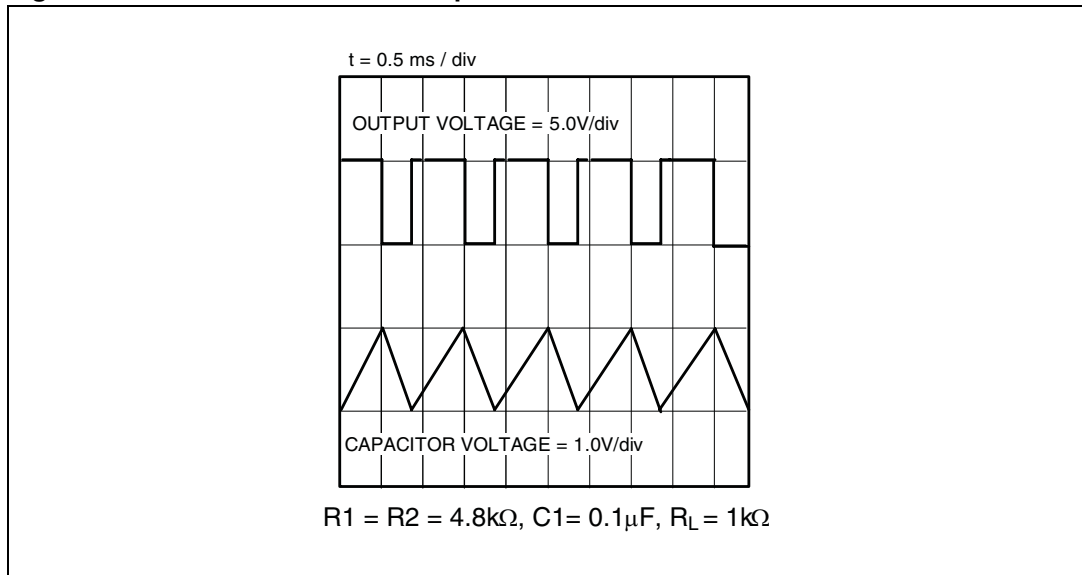 t = 0.5 ms / div
OUTPUT VOLTAGE = 5.0V/div
CAPACITOR VOLTAGE = 1.0V/div
R1 = R2 = 4.8kΩ, C1= 0.1μF, RL = 1kΩ